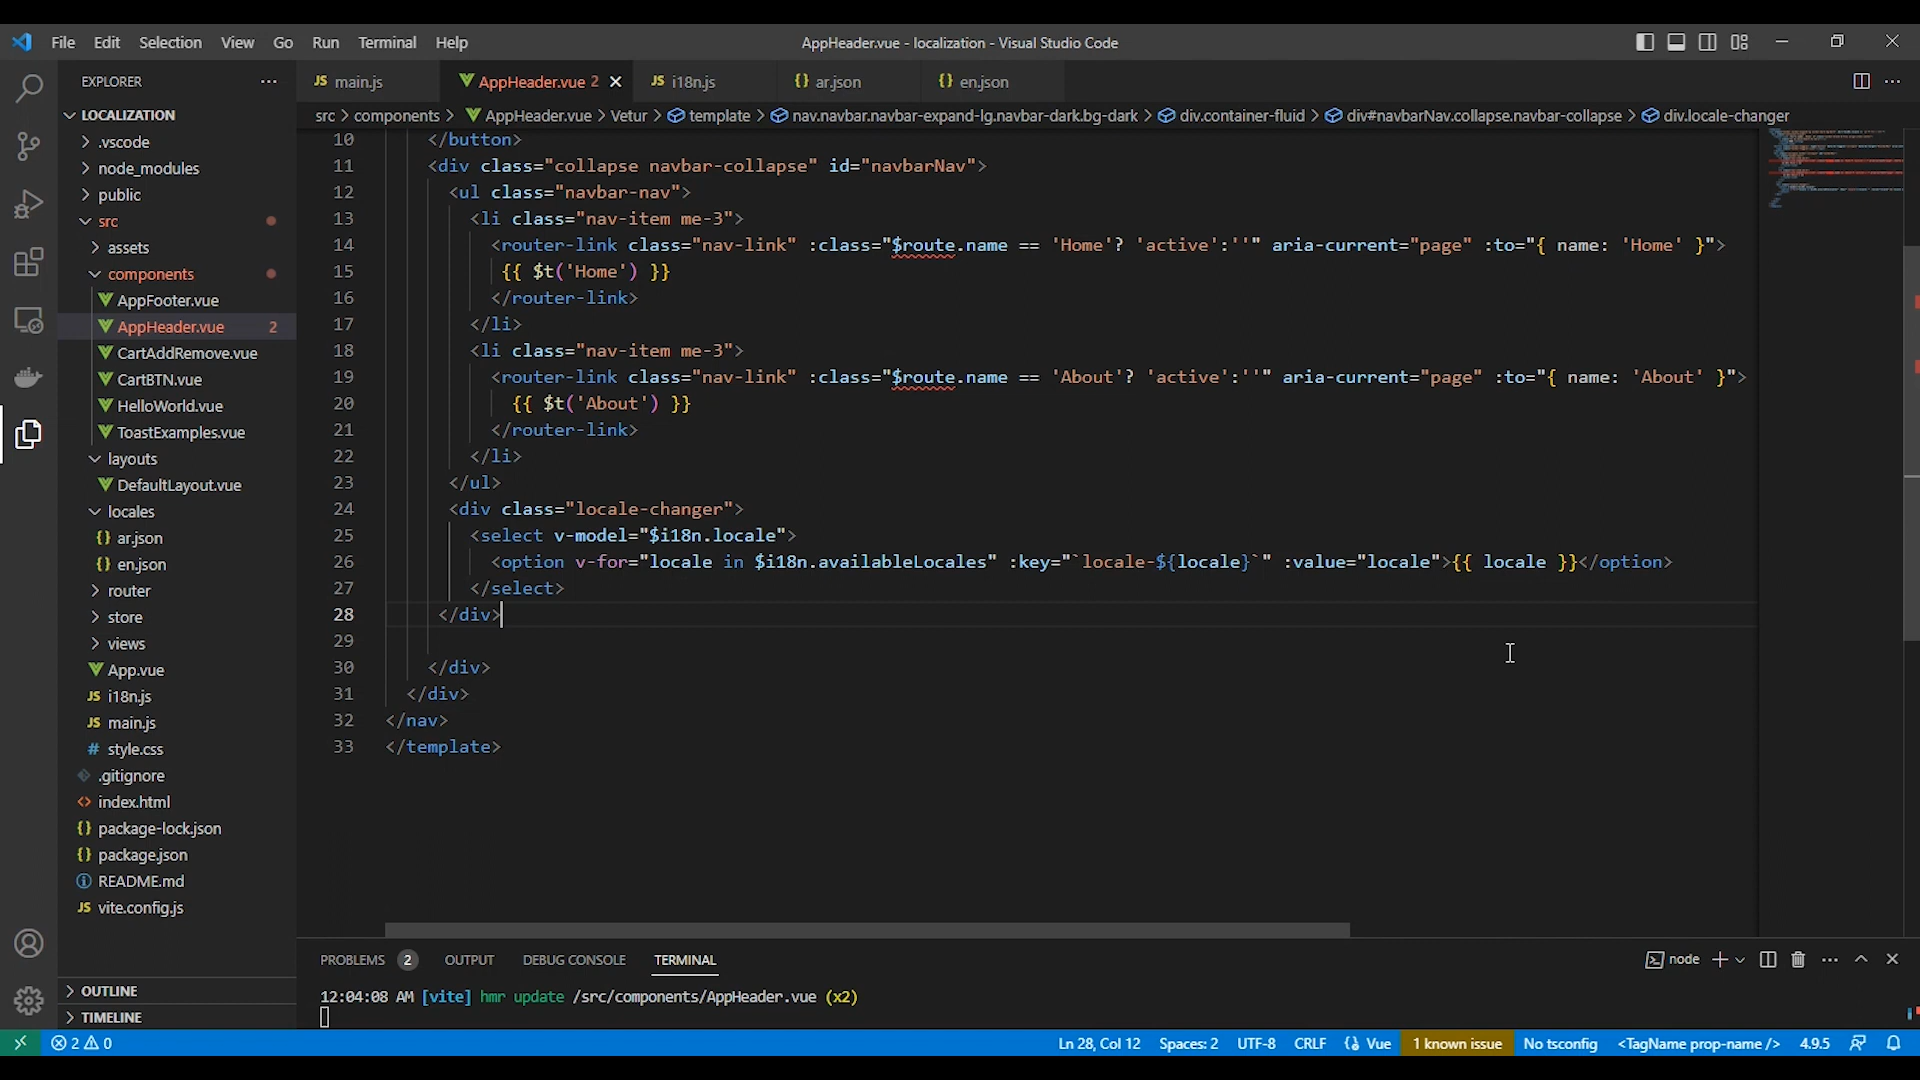 File Edit Selection View Go Run Terminal Help
AppHeader.vue - localization - Visual Studio Code
EXPLORER
LOCALIZATION
.vscode
node_modules
public
src
assets
components
AppFooter.vue
AppHeader.vue 2
CartAddRemove.vue
CartBTN.vue
HelloWorld.vue
ToastExamples.vue
layouts
DefaultLayout.vue
locales
{} ar.json
{} en.json
router
store
views
App.vue
JS i18n.js
JS main.js
# style.css
.gitignore
<> index.html
{} package-lock.json
{} package.json
README.md
JS vite.config.js
OUTLINE
TIMELINE
JS main.js
AppHeader.vue 2
JS i18n.js
{} ar.json
{} en.json
src > components > AppHeader.vue > Vetur > template > nav.navbar.navbar-expand-lg.navbar-dark.bg-dark > div.container-fluid > div#navbarNav.collapse.navbar-collapse > div.locale-changer
10 </button>
11 <div class="collapse navbar-collapse" id="navbarNav">
12 <ul class="navbar-nav">
13 <li class="nav-item me-3">
14 <router-link class="nav-link" :class="$route.name == 'Home'? 'active':''" aria-current="page" :to="{ name: 'Home' }">
15 {{ $t('Home') }}
16 </router-link>
17 </li>
18 <li class="nav-item me-3">
19 <router-link class="nav-link" :class="$route.name == 'About'? 'active':''" aria-current="page" :to="{ name: 'About' }">
20 {{ $t('About') }}
21 </router-link>
22 </li>
23 </ul>
24 <div class="locale-changer">
25 <select v-model="$i18n.locale">
26 <option v-for="locale in $i18n.availableLocales" :key="`locale-${locale}`" :value="locale">{{ locale }}</option>
27 </select>
28 </div>
29
30 </div>
31 </div>
32 </nav>
33 </template>
PROBLEMS 2 OUTPUT DEBUG CONSOLE TERMINAL
node
12:04:08 AM [vite] hmr update /src/components/AppHeader.vue (x2)
2 0
Ln 28, Col 12 Spaces: 2 UTF-8 CRLF Vue 1 known issue No tsconfig <TagName prop-name /> 4.9.5